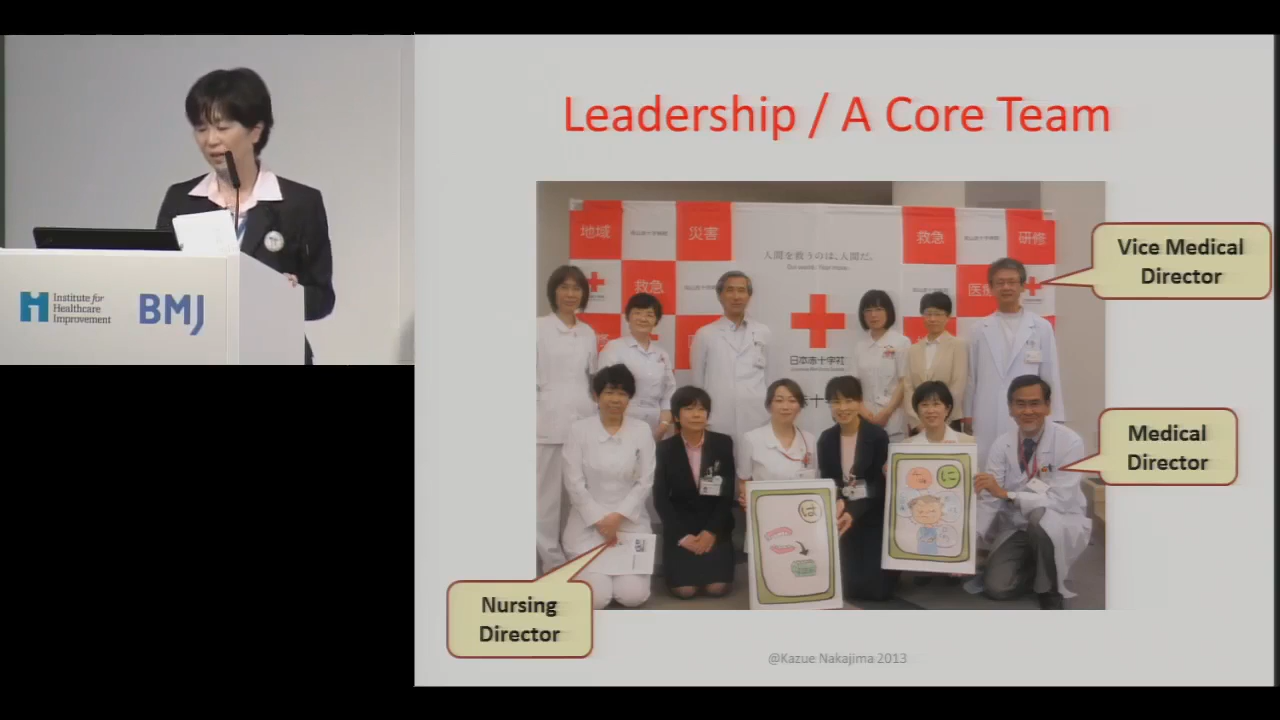 Leadership / A Core Team
地域
災害
救急
研修
人間を救うのは、人間だ。
救急
日本赤十字社
Vice Medical
Director
Medical
Director
は
に
Nursing
Director
@Kazue Nakajima 2013
Institute for
Healthcare
Improvement
BMJ